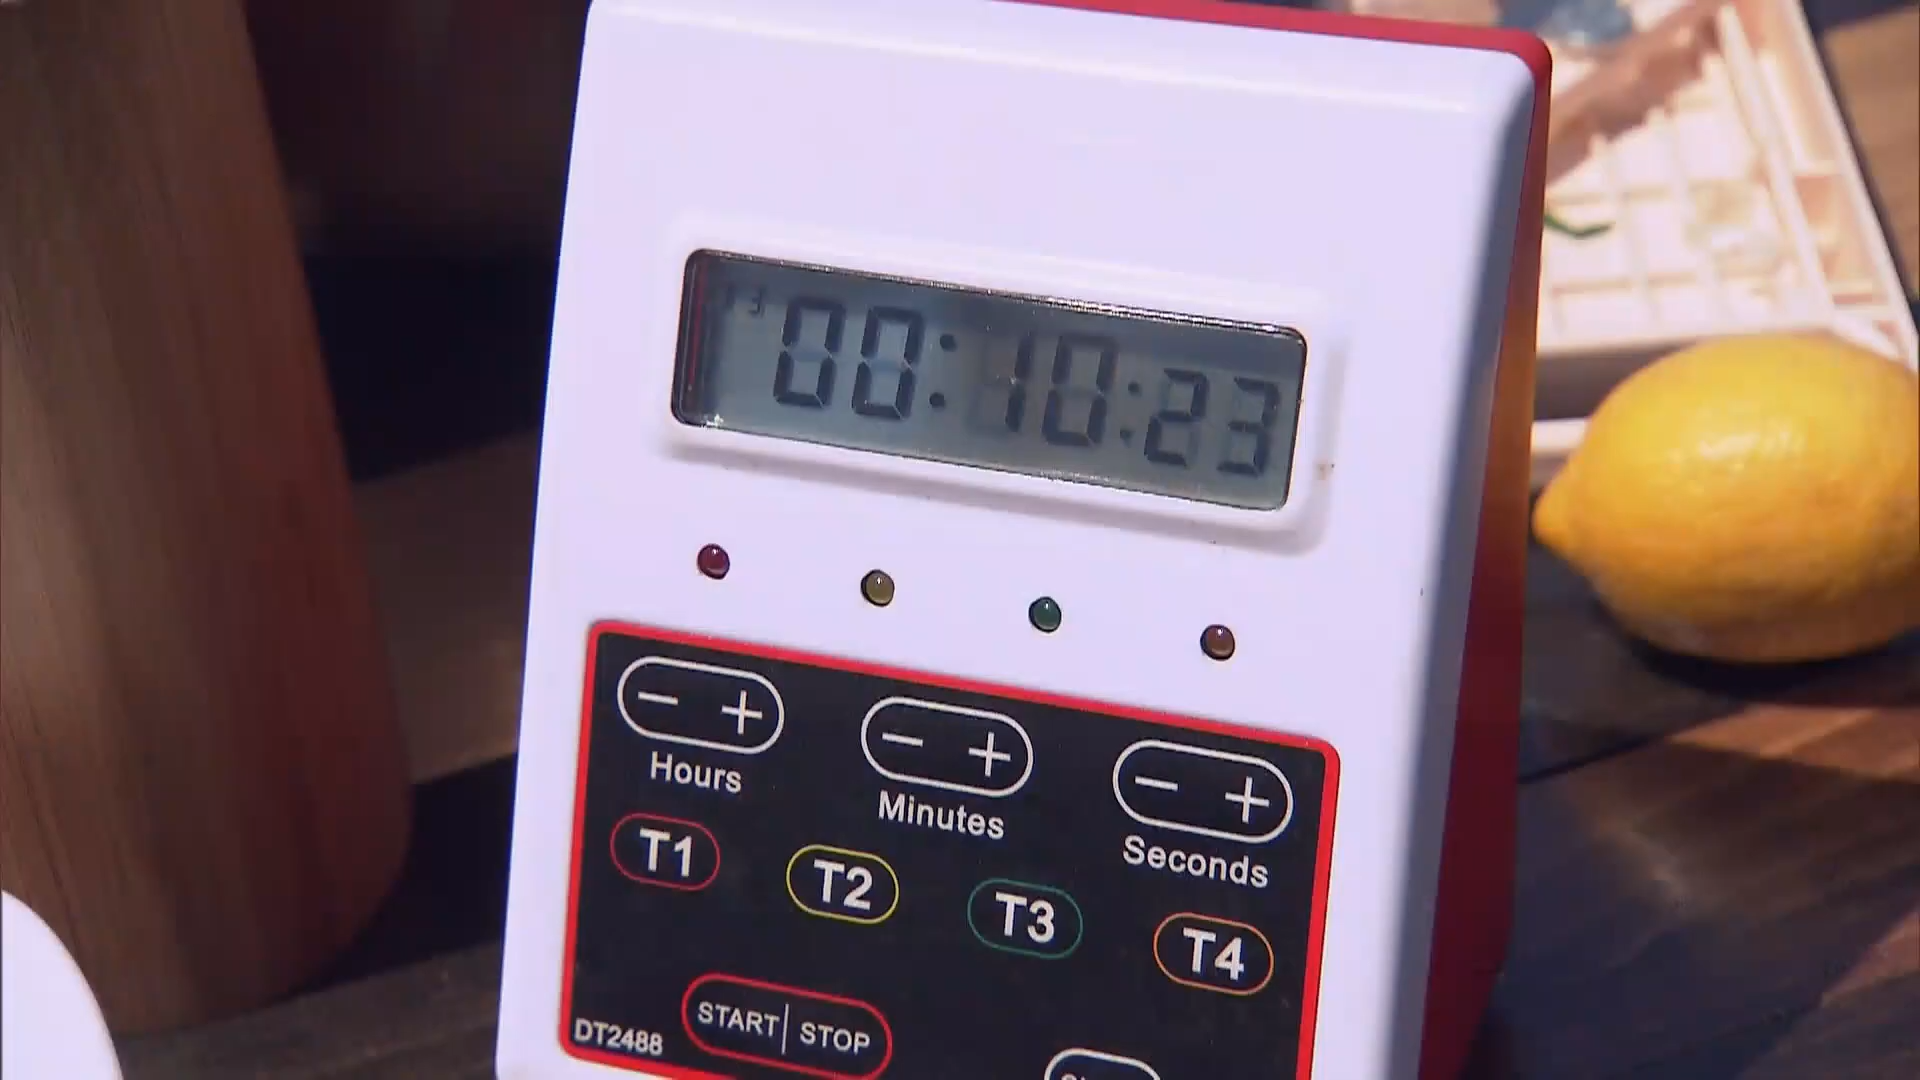 00:10:23
− +
Hours
− +
Minutes
− +
Seconds
T1
T2
T3
T4
START | STOP
DT2488